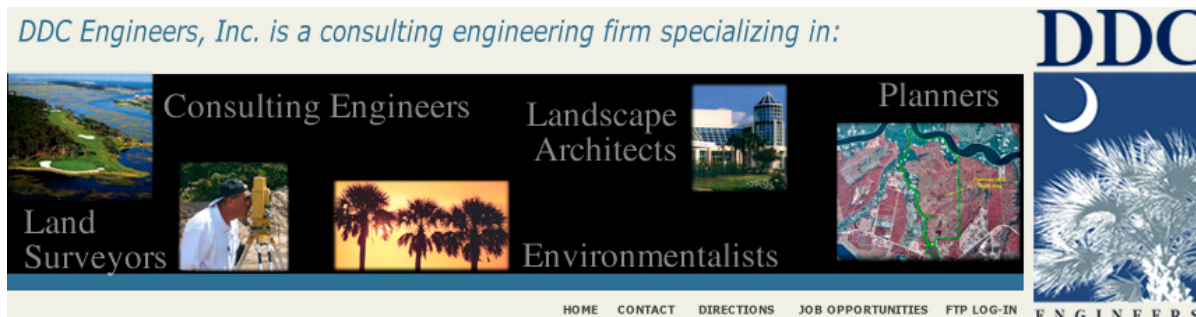 DDC Engineers, Inc. is a consulting engineering firm specializing in:
DDC
Consulting Engineers
Landscape
Architects
Planners
Land
Surveyors
Environmentalists
HOME CONTACT DIRECTIONS JOB OPPORTUNITIES FTP LOG-IN
ENGINEERS